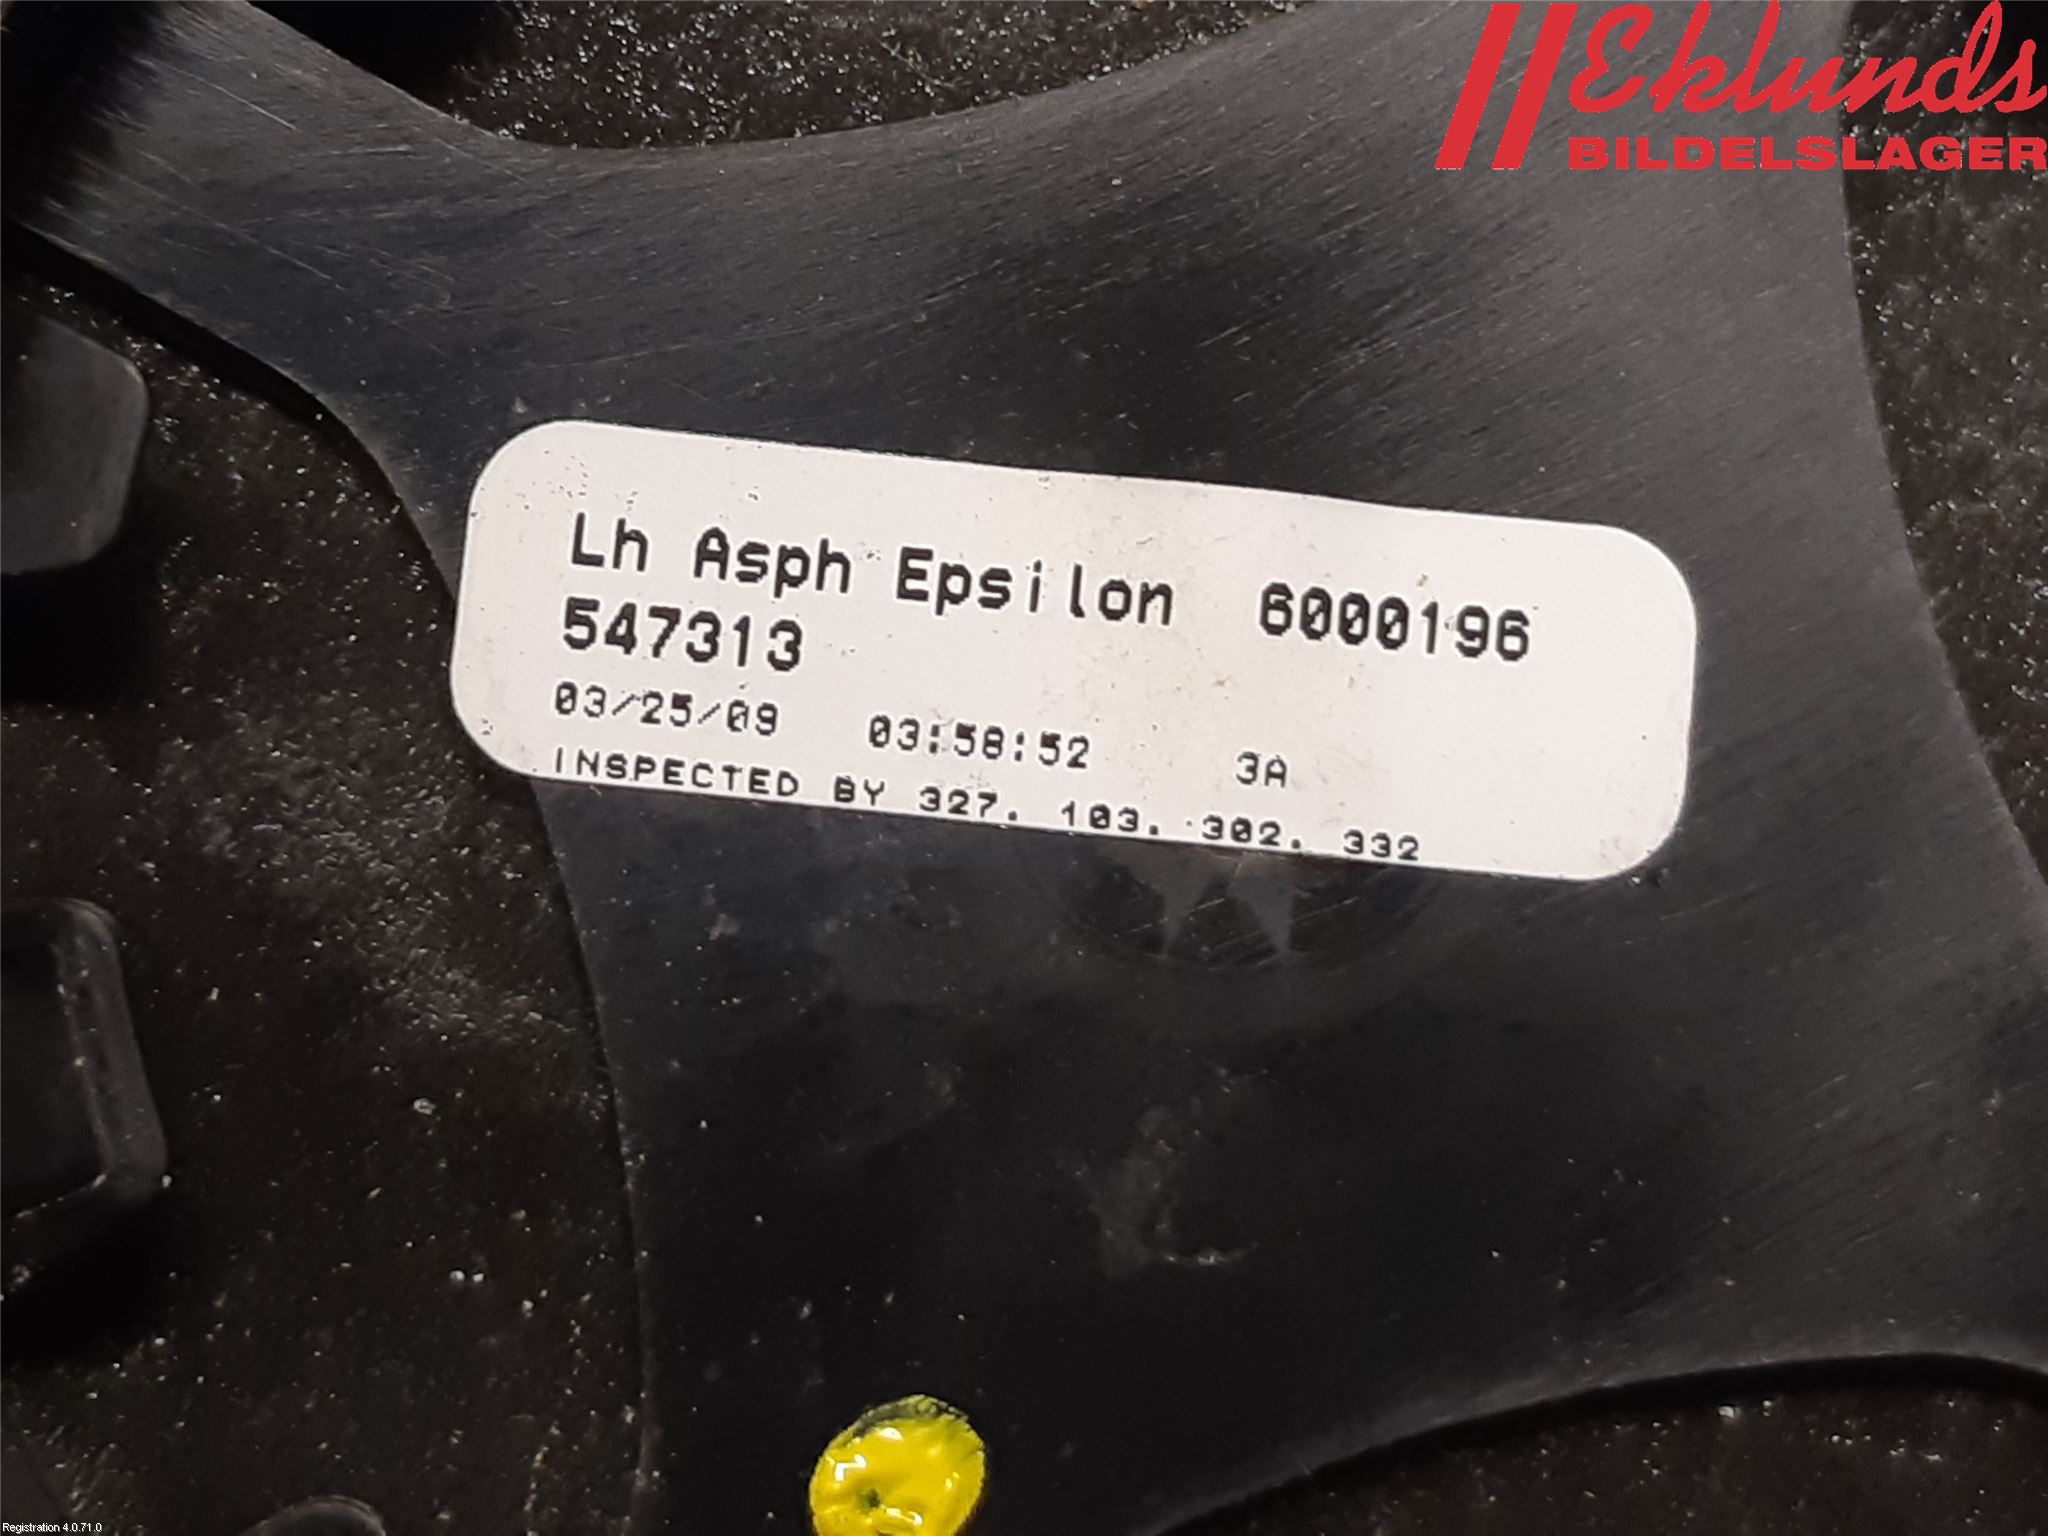 Eklunds
BILDELSLAGER
Lh Asph Epsilon 6000196
547313
03/25/09 03:58:52 3A
INSPECTED BY 327. 103. 302. 332
Registration 4.0.71.0